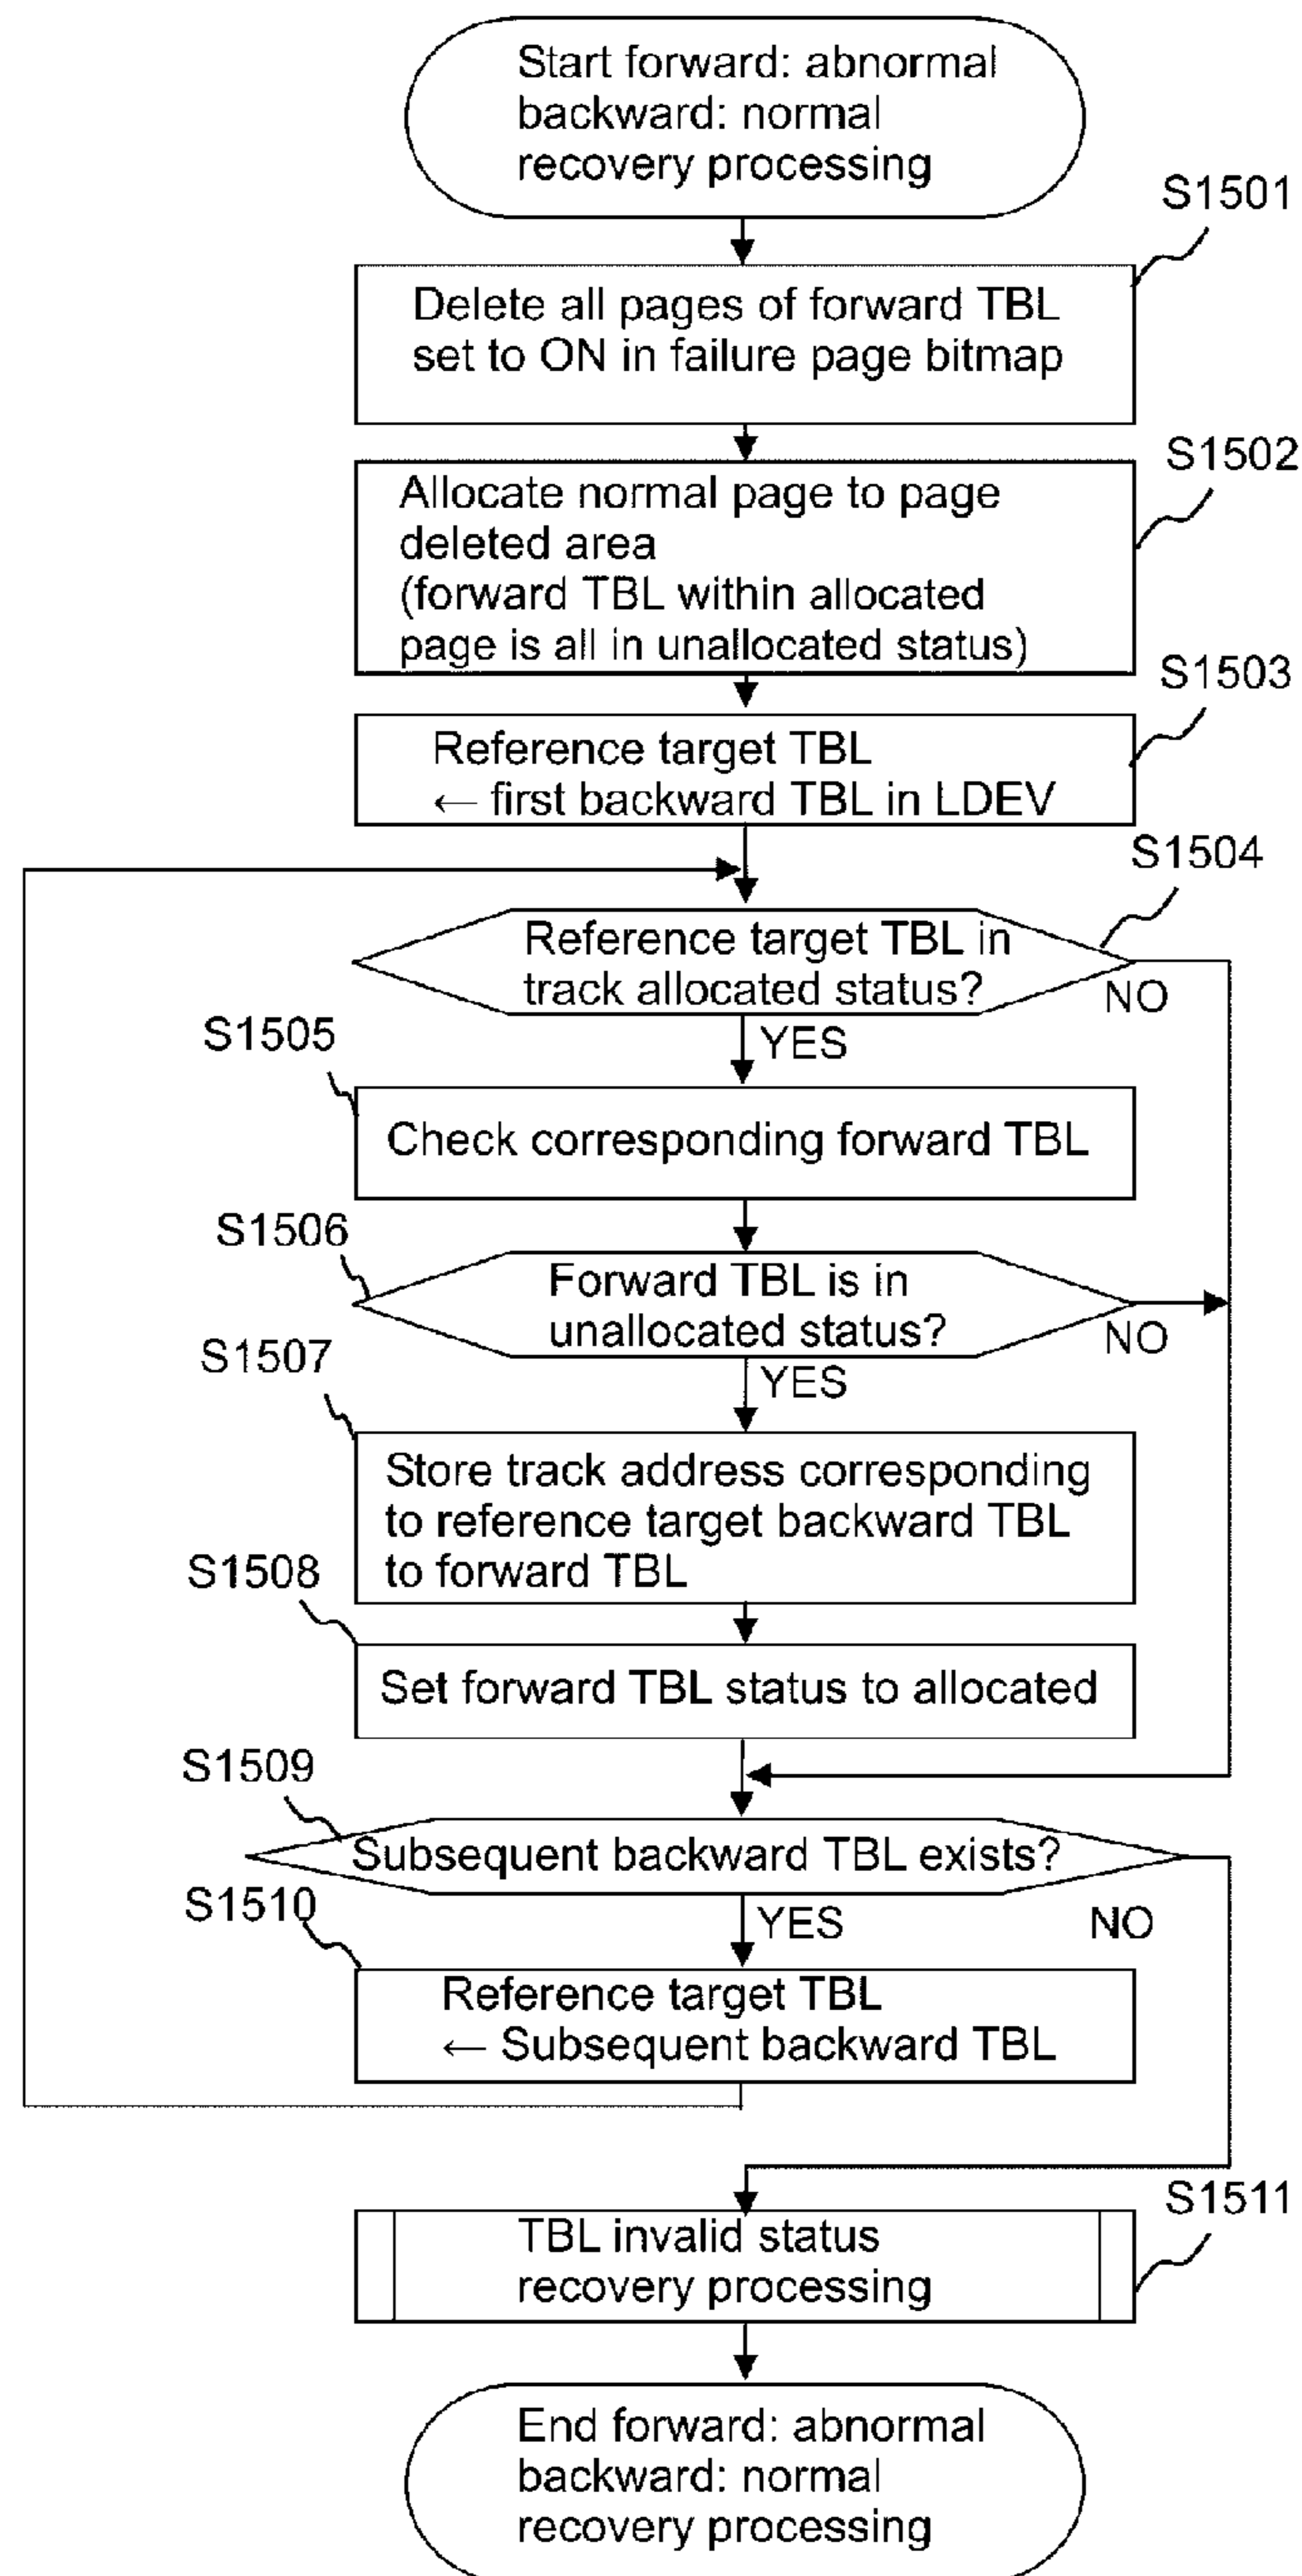 Start forward: abnormal
backward: normal
recovery processing
S1501
Delete all pages of forward TBL
set to ON in failure page bitmap
S1502
Allocate normal page to page
deleted area
(forward TBL within allocated
page is all in unallocated status)
S1503
Reference target TBL
← first backward TBL in LDEV
S1504
Reference target TBL in
track allocated status?
NO
YES
S1505
Check corresponding forward TBL
S1506
Forward TBL is in
unallocated status?
NO
YES
S1507
Store track address corresponding
to reference target backward TBL
to forward TBL
S1508
Set forward TBL status to allocated
S1509
Subsequent backward TBL exists?
YES
NO
S1510
Reference target TBL
← Subsequent backward TBL
S1511
TBL invalid status
recovery processing
End forward: abnormal
backward: normal
recovery processing